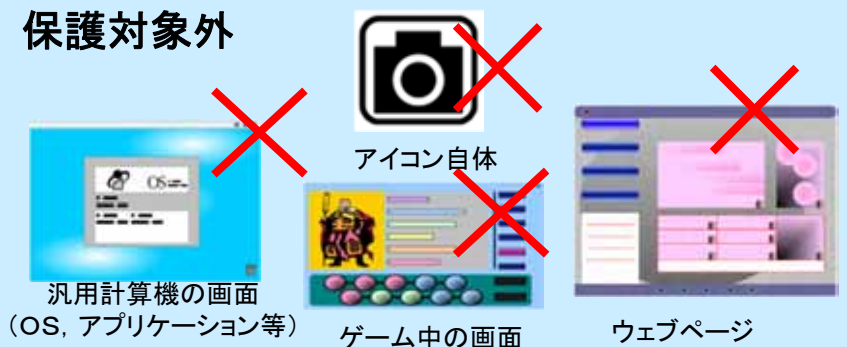 保護対象外
アイコン自体
OS
汎用計算機の画面
（OS，アプリケーション等）
ゲーム中の画面
ウェブページ